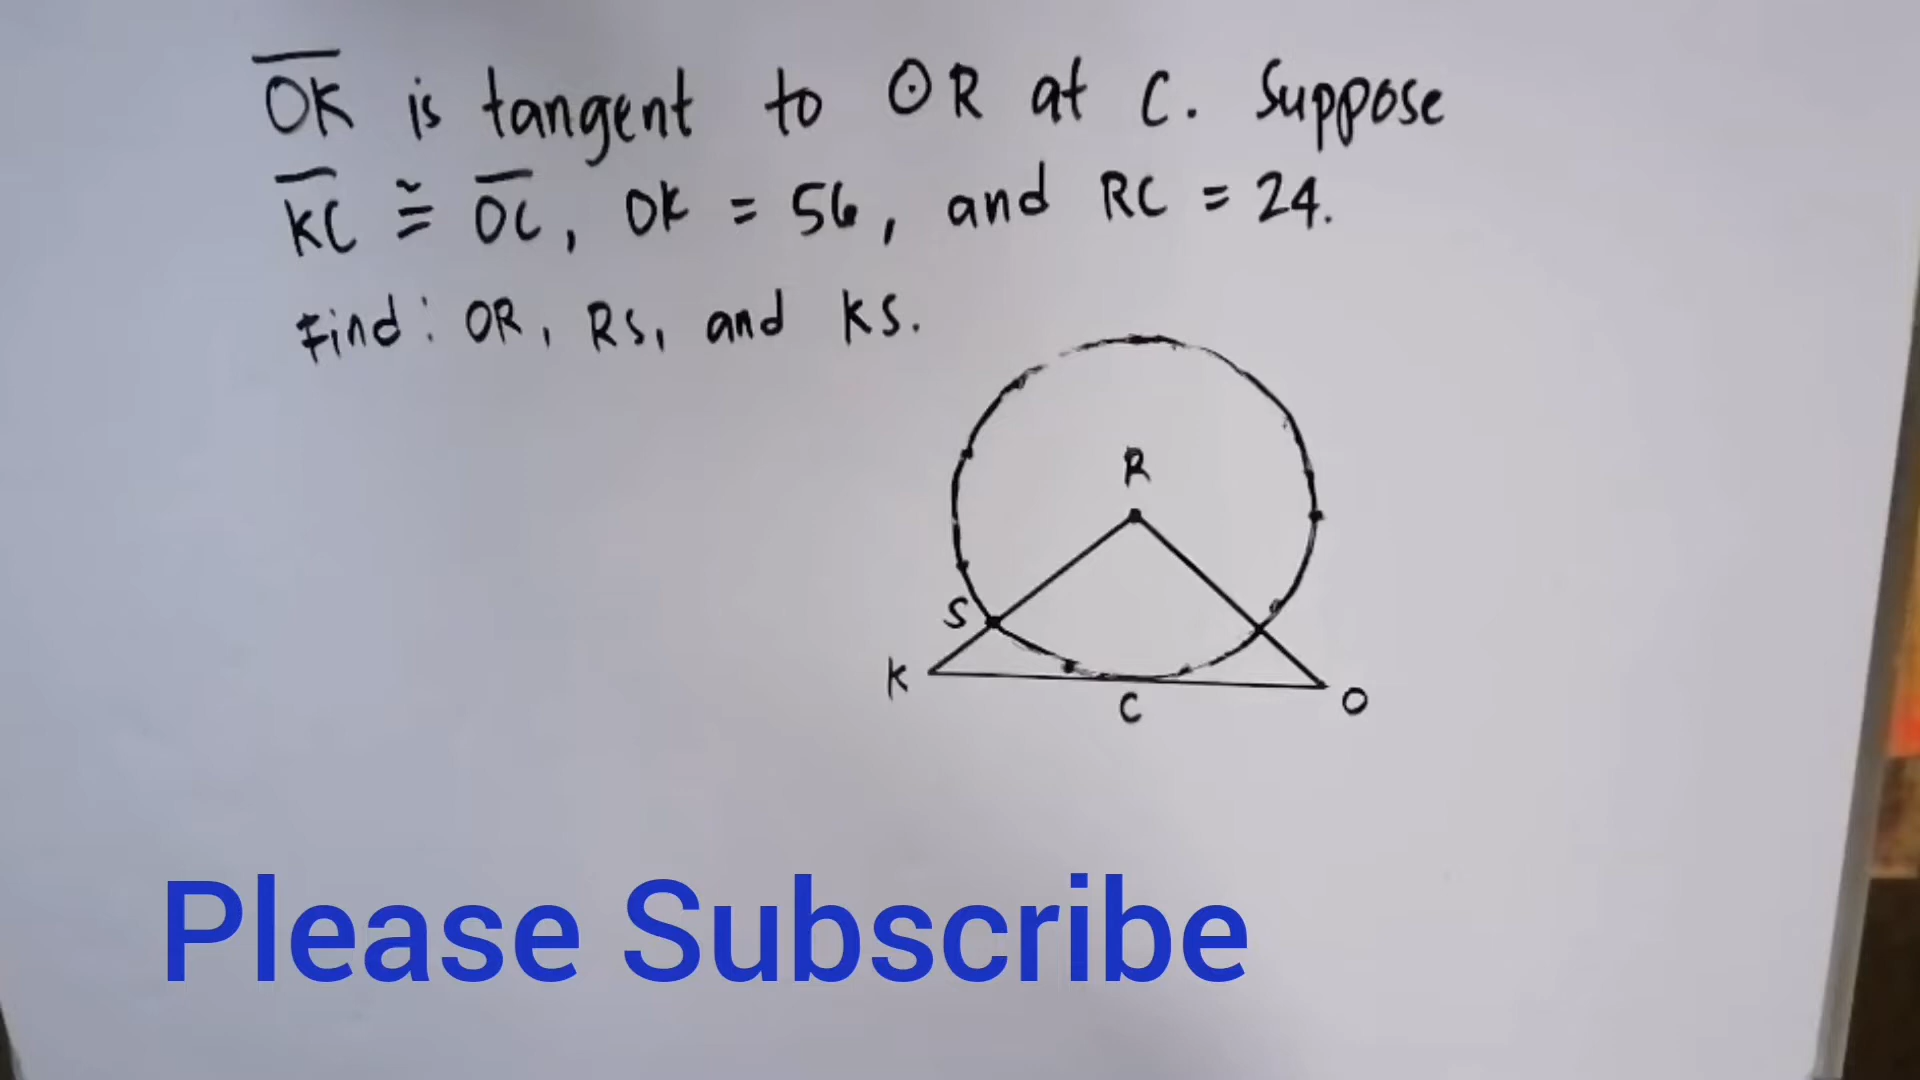 OK is tangent to ⊙R at C. Suppose
KC ≅ OC, OK = 56, and RC = 24.
Find: OR, RS, and KS.
R
S
K
C
O
Please Subscribe